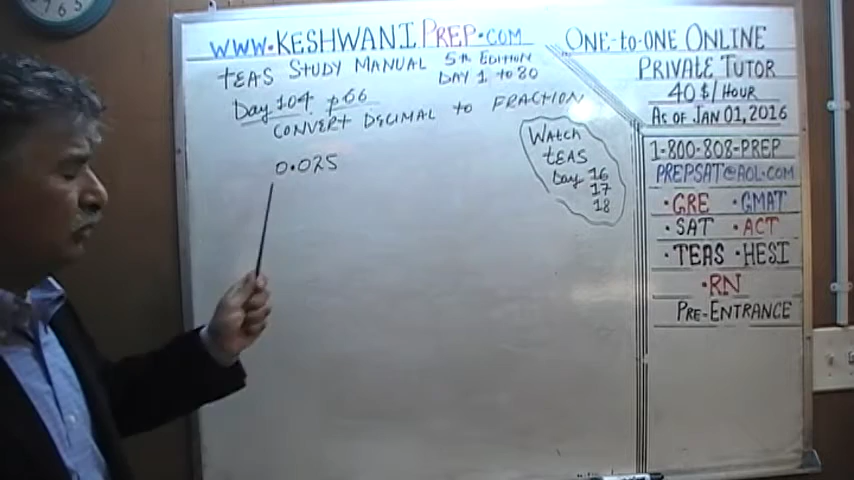 WWW.KESHWANIPREP.COM
TEAS STUDY MANUAL 5TH EDITION
DAY 1 TO 80
Day 104 p66
CONVERT DECIMAL to FRACTION
0.025
WATCH
tEAS
Day 16
17
18
ONE-to-ONE ONLINE
PRIVATE TUTOR
40 $/HOUR
AS OF JAN 01, 2016
1-800-808-PREP
PREPSAT@AOL.COM
•GRE •GMAT
•SAT •ACT
•TEAS •HESI
•RN
PRE-ENTRANCE